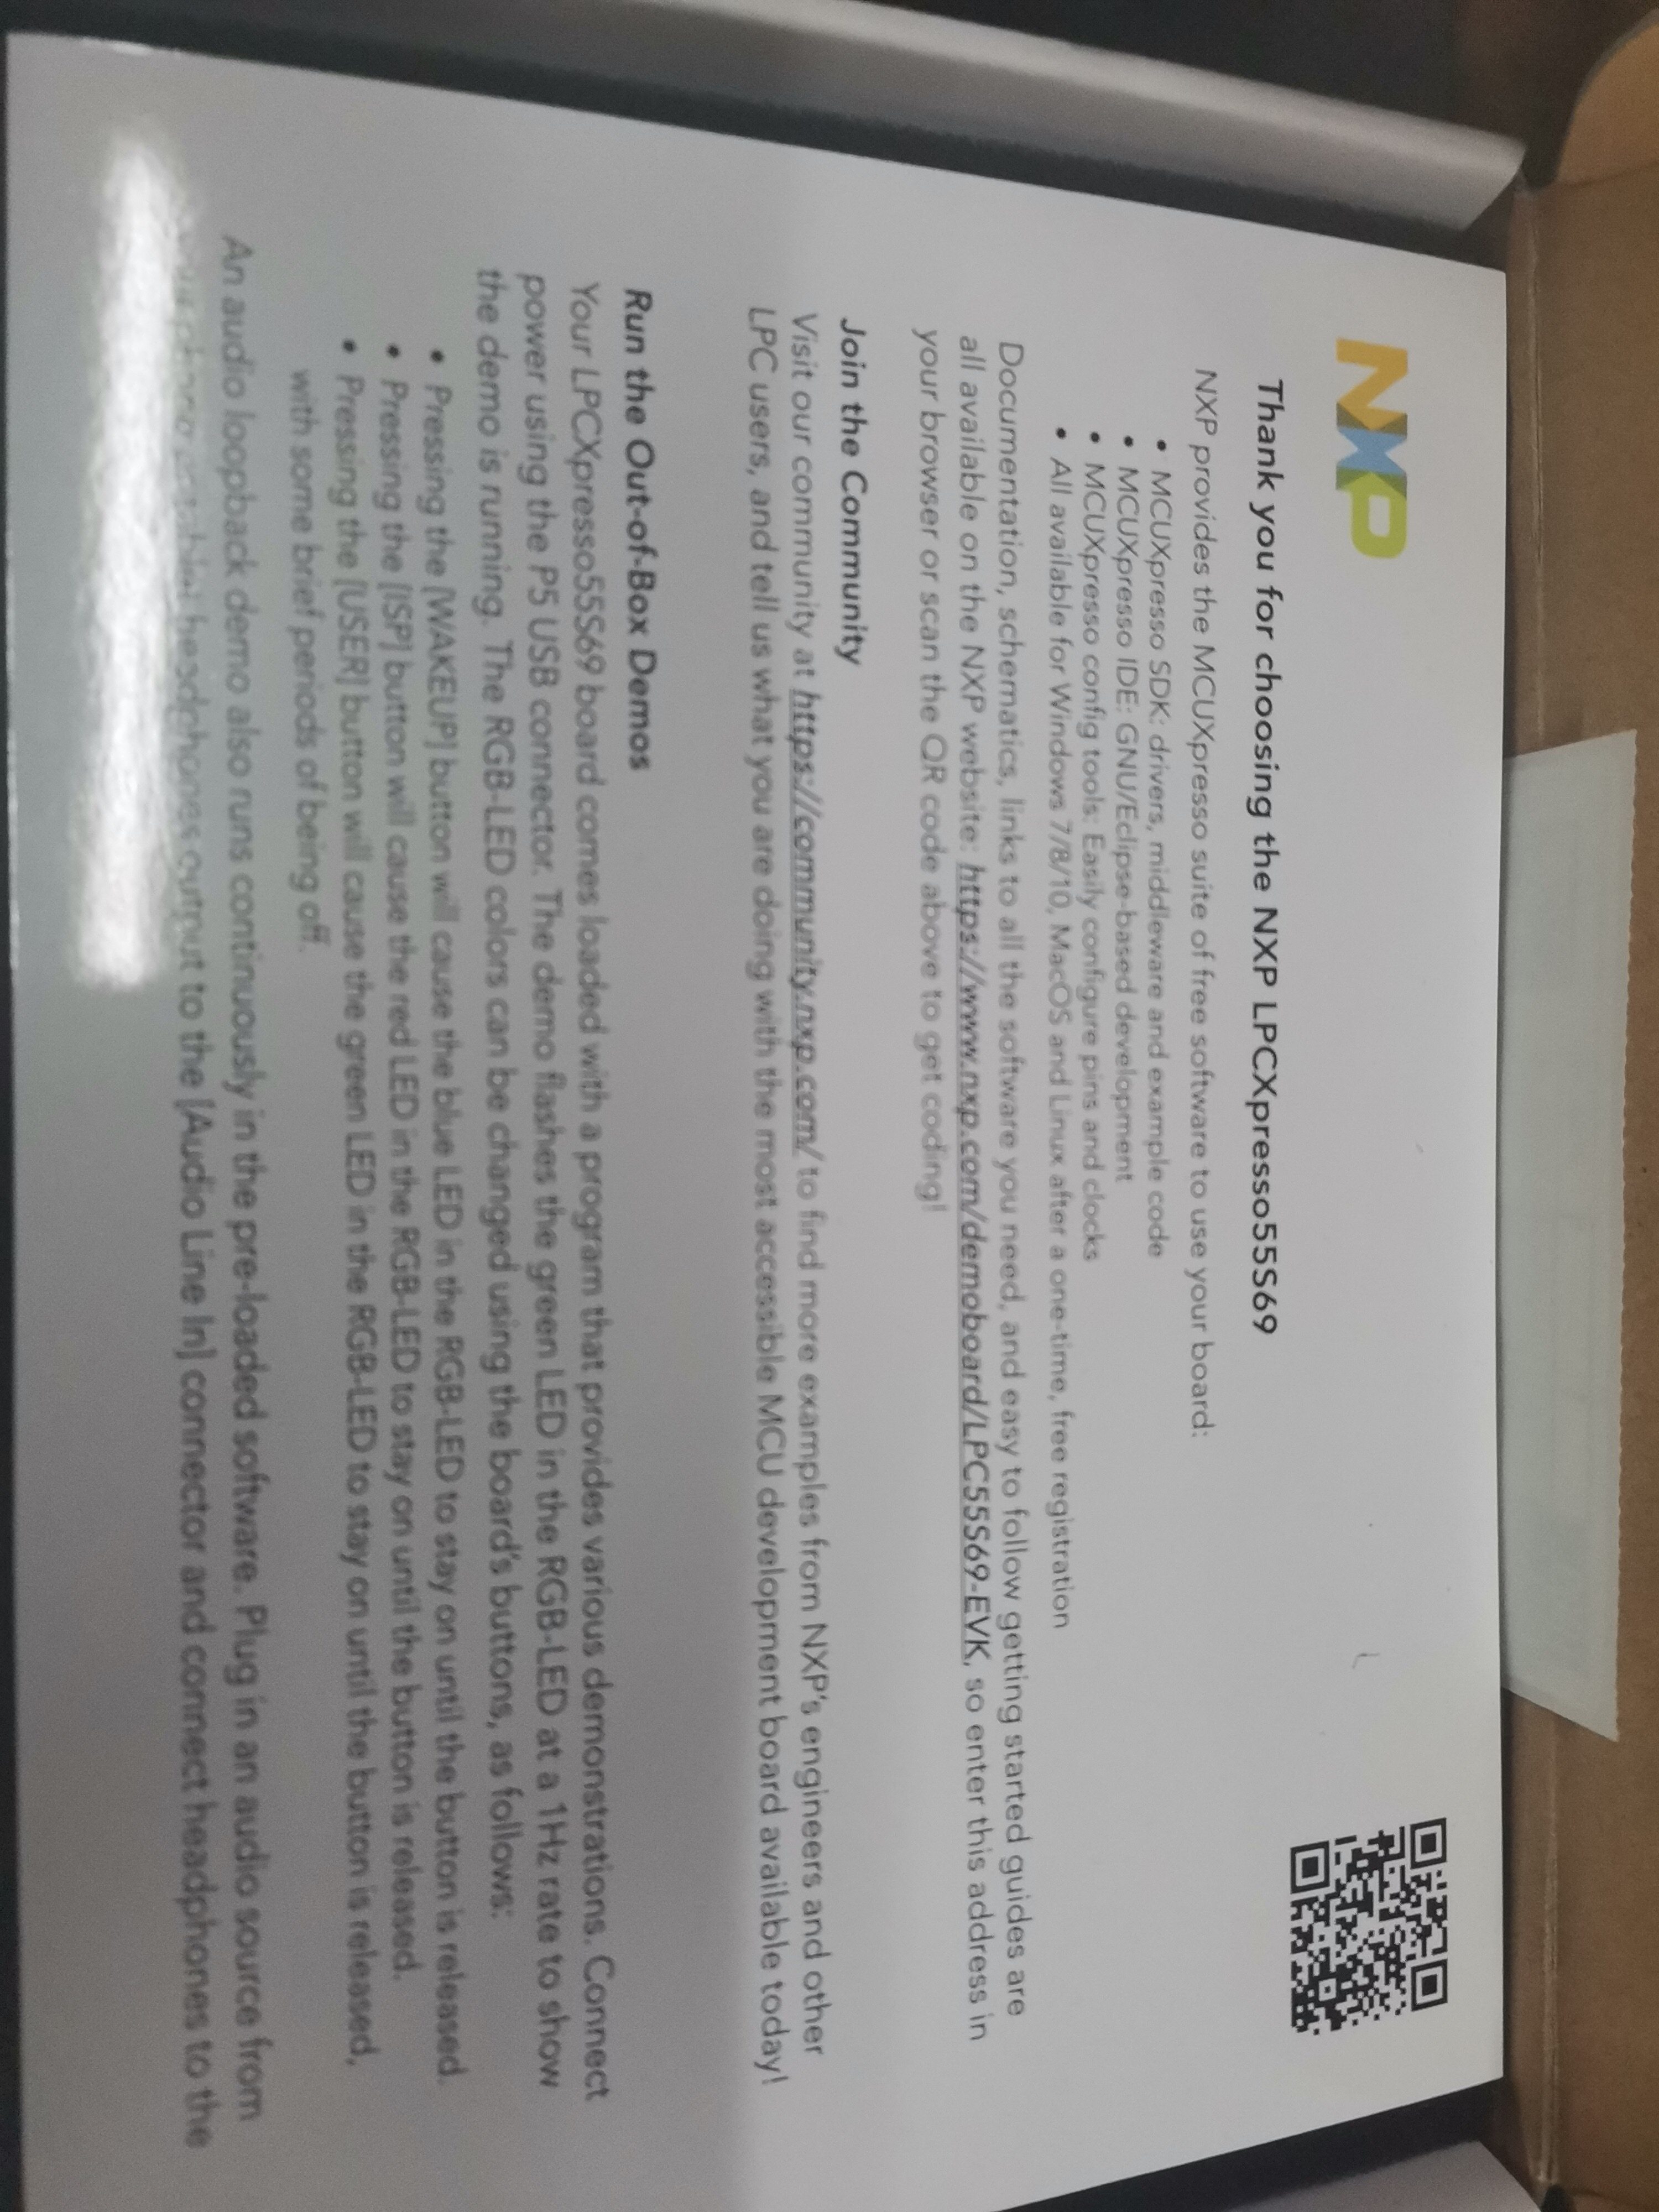 NXP
Thank you for choosing the NXP LPCXpresso55S69
NXP provides the MCUXpresso suite of free software to use your board:
• MCUXpresso SDK: drivers, middleware and example code
• MCUXpresso IDE: GNU/Eclipse-based development
• MCUXpresso config tools: Easily configure pins and clocks
• All available for Windows 7/8/10, MacOS and Linux after a one-time, free registration
Documentation, schematics, links to all the software you need, and easy to follow getting started guides are
all available on the NXP website: https://www.nxp.com/demoboard/LPC55S69-EVK, so enter this address in
your browser or scan the QR code above to get coding!
Join the Community
Visit our community at https://community.nxp.com/ to find more examples from NXP's engineers and other
LPC users, and tell us what you are doing with the most accessible MCU development board available today!
Run the Out-of-Box Demos
Your LPCXpresso55S69 board comes loaded with a program that provides various demonstrations. Connect
power using the P5 USB connector. The demo flashes the green LED in the RGB-LED at a 1Hz rate to show
the demo is running. The RGB-LED colors can be changed using the board's buttons, as follows:
• Pressing the [WAKEUP] button will cause the blue LED in the RGB-LED to stay on until the button is released.
• Pressing the [ISP] button will cause the red LED in the RGB-LED to stay on until the button is released.
• Pressing the [USER] button will cause the green LED in the RGB-LED to stay on until the button is released,
with some brief periods of being off.
An audio loopback demo also runs continuously in the pre-loaded software. Plug in an audio source from
phone or tablet headphones output to the [Audio Line In] connector and connect headphones to the